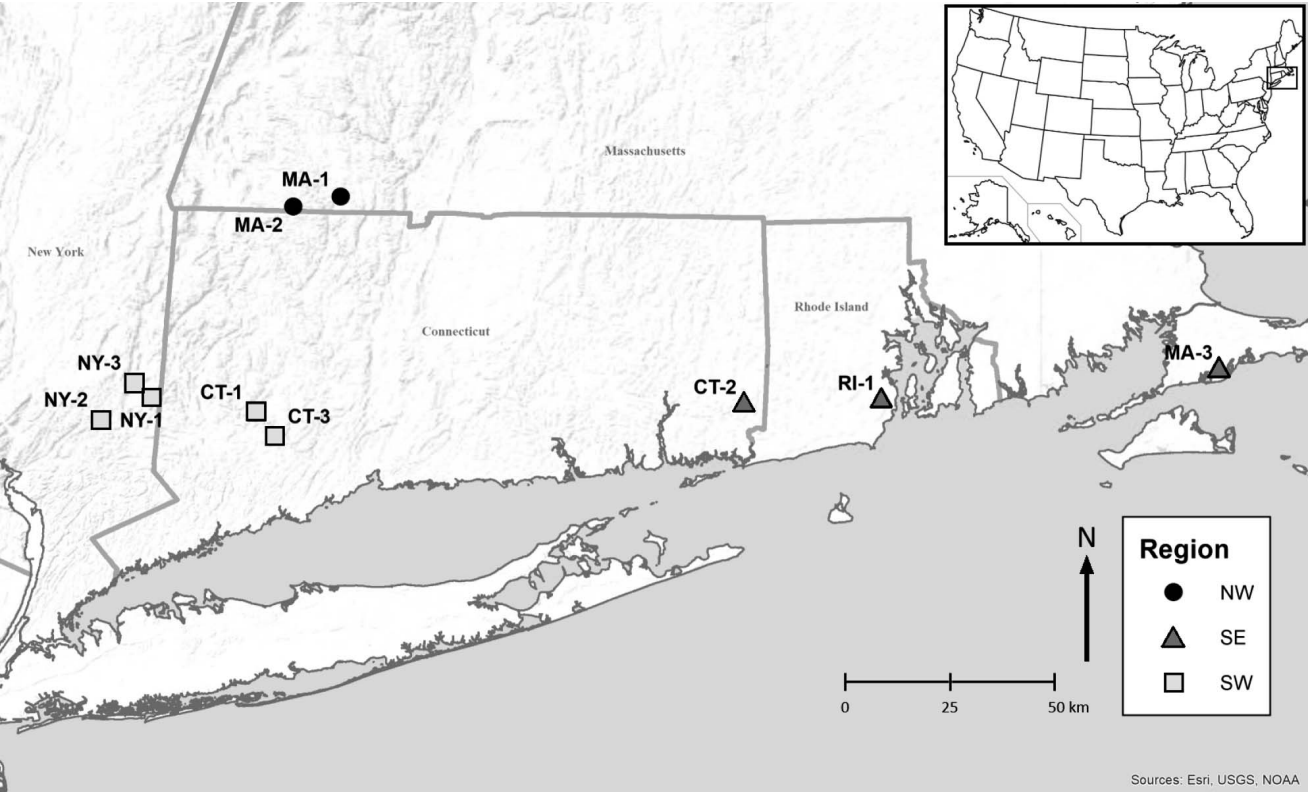 Massachusetts
MA-1
MA-2
New York
Rhode Island
Connecticut
NY-3
NY-2
NY-1
CT-1
CT-3
CT-2
RI-1
MA-3
N
Region
NW
SE
SW
0 25 50 km
Sources: Esri, USGS, NOAA